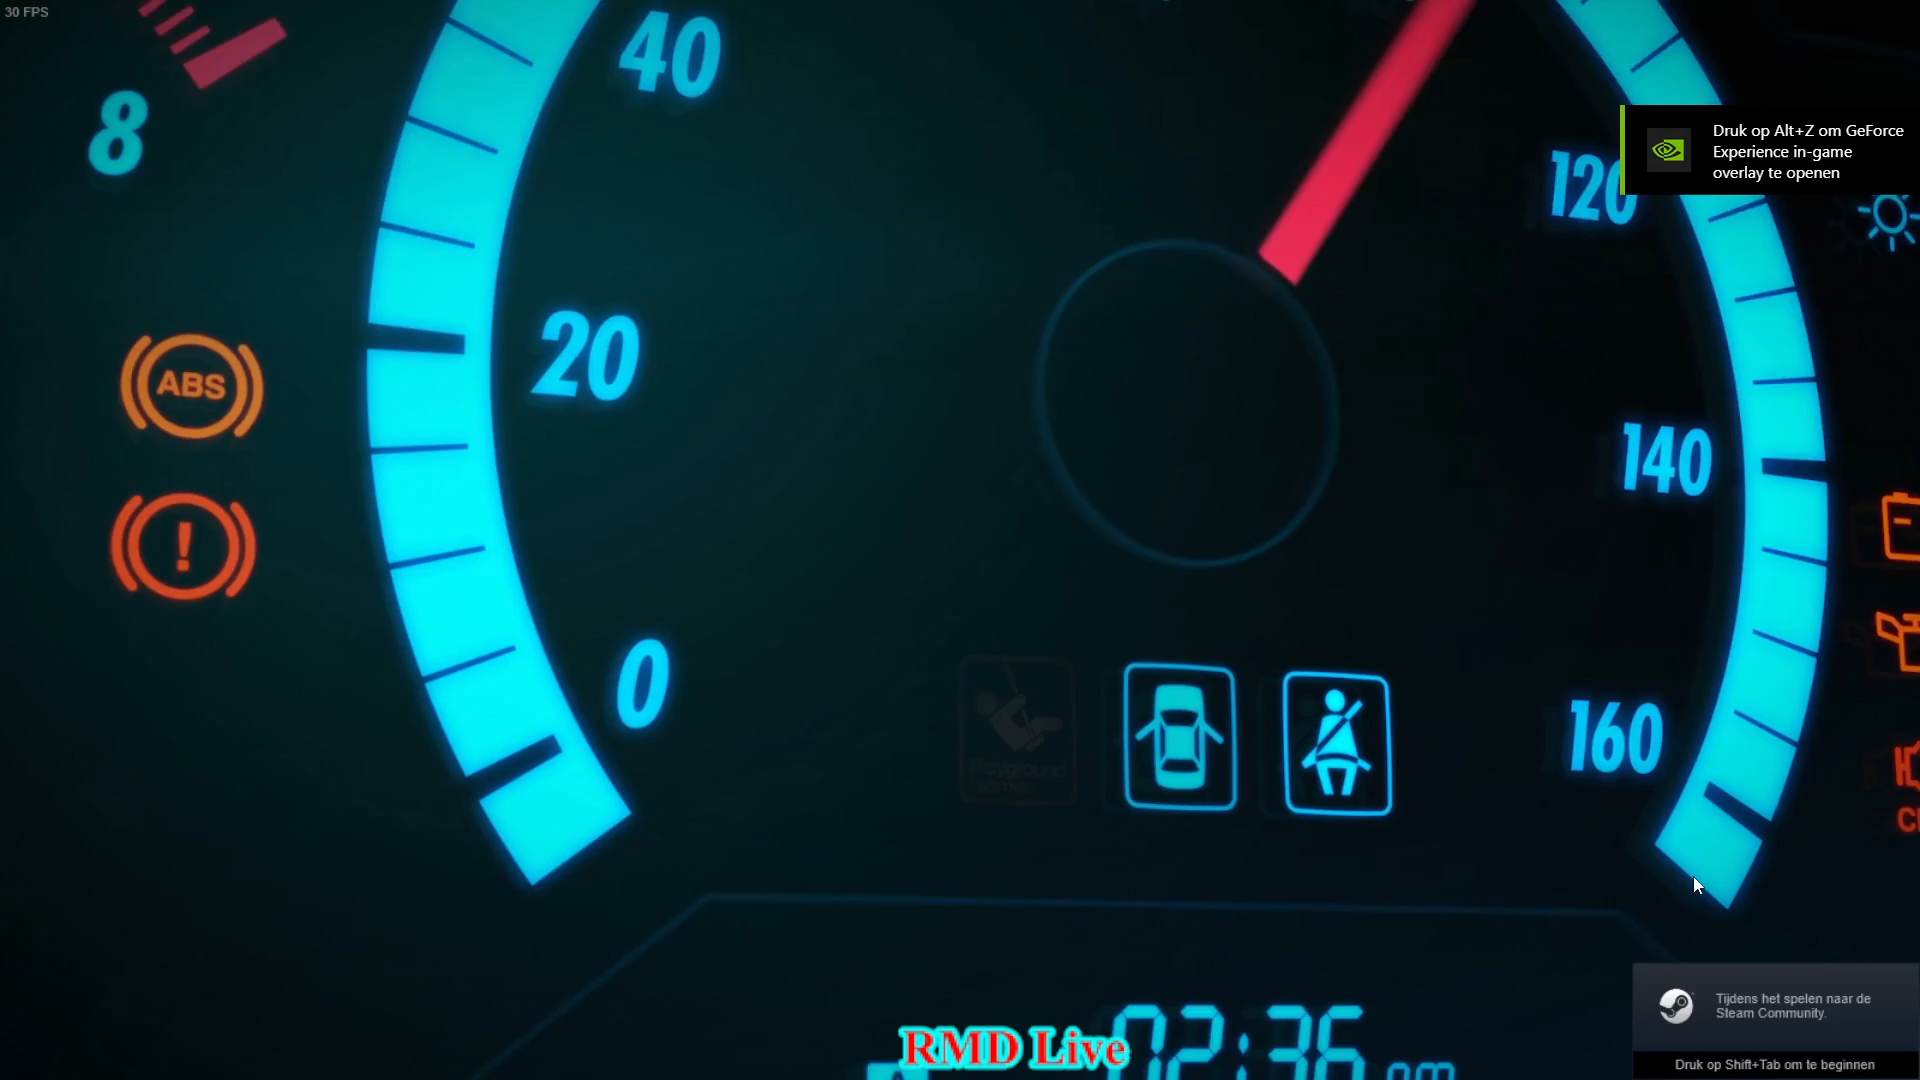 30 FPS
40
8
Druk op Alt+Z om GeForce
Experience in-game
overlay te openen
120
20
ABS
!
140
0
160
Playground
02:36 pm
RMD Live
Tijdens het spelen naar de
Steam Community.
Druk op Shift+Tab om te beginnen